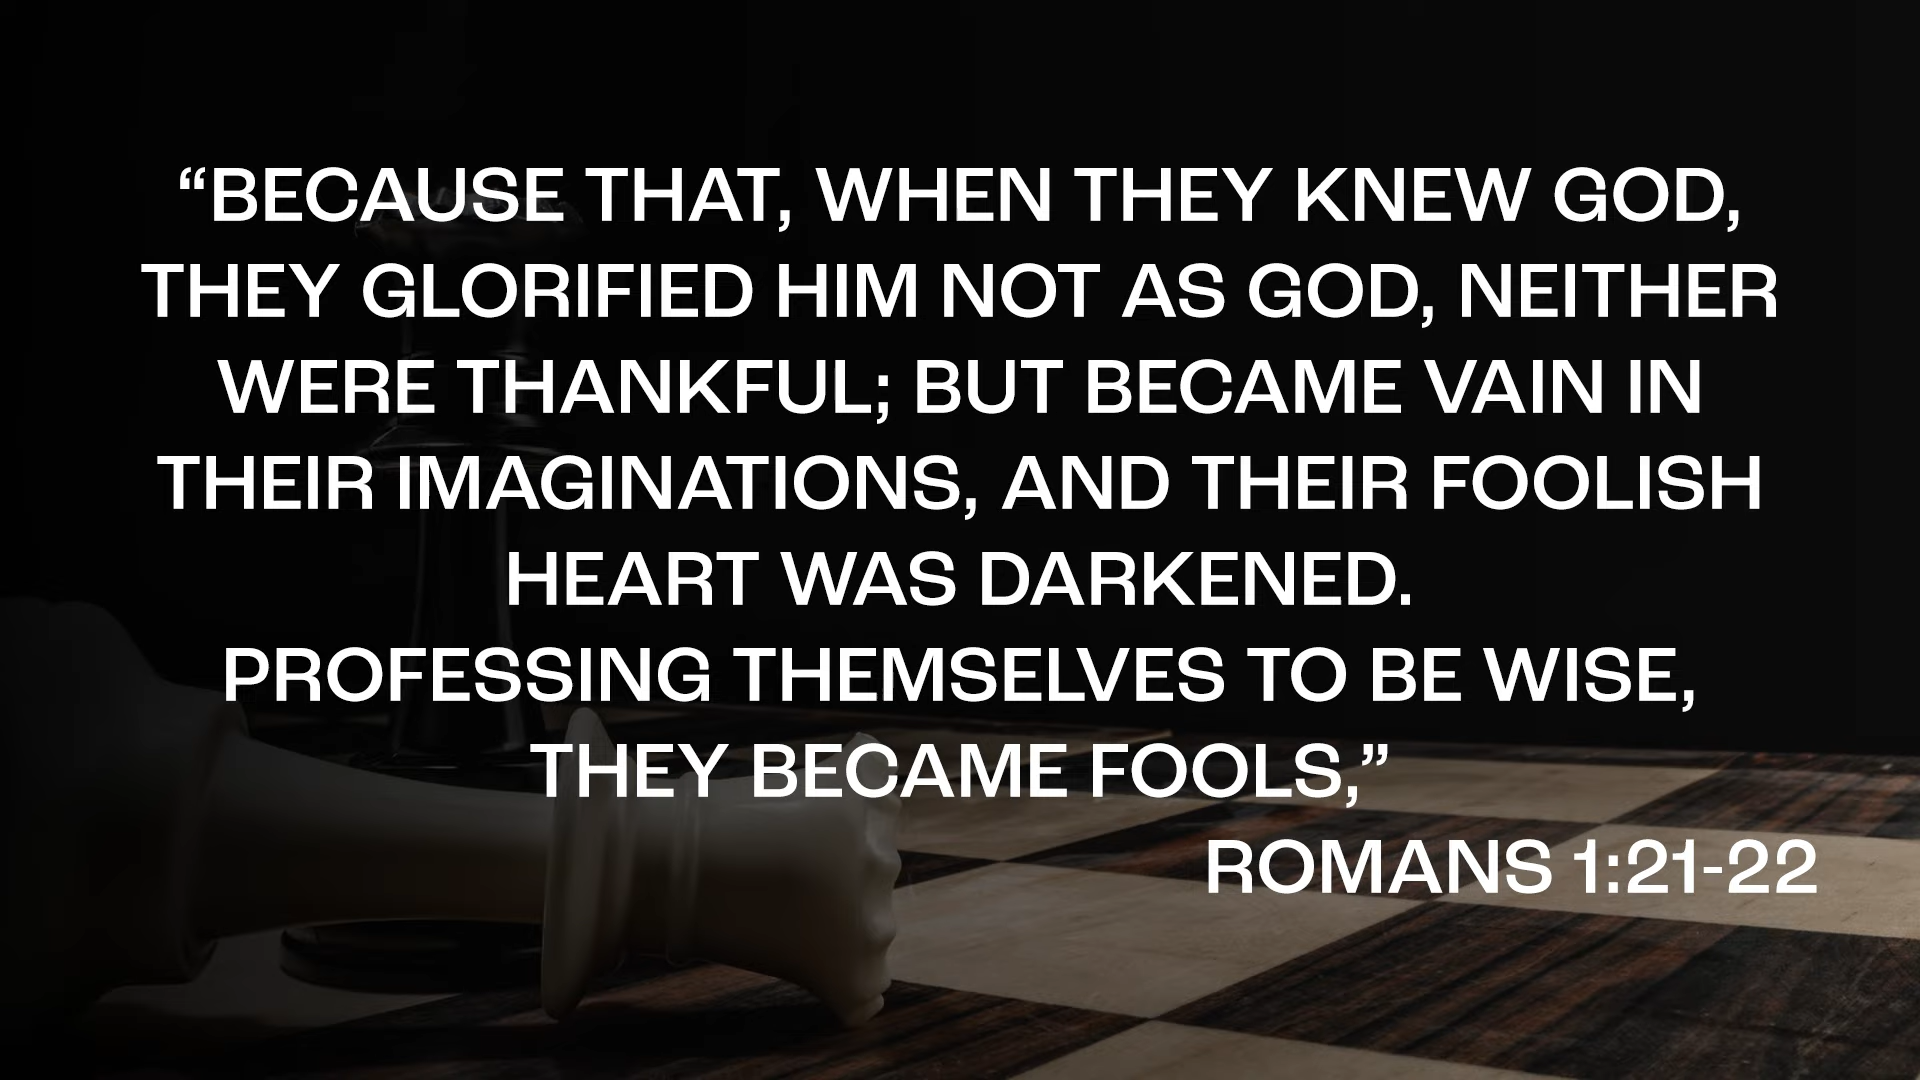 “BECAUSE THAT, WHEN THEY KNEW GOD,
THEY GLORIFIED HIM NOT AS GOD, NEITHER
WERE THANKFUL; BUT BECAME VAIN IN
THEIR IMAGINATIONS, AND THEIR FOOLISH
HEART WAS DARKENED.
PROFESSING THEMSELVES TO BE WISE,
THEY BECAME FOOLS,”
ROMANS 1:21-22